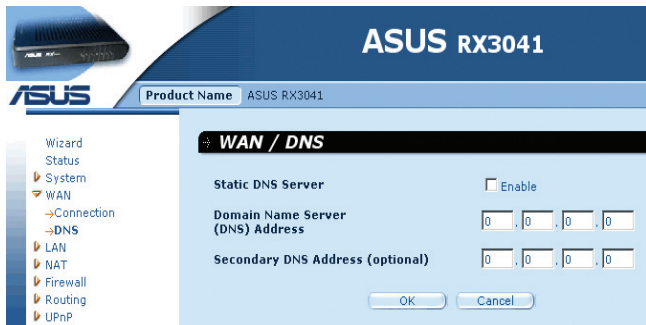 ASUS RX3041
ASUS
Product Name ASUS RX3041
Wizard
Status
System
WAN
→Connection
→DNS
LAN
NAT
Firewall
Routing
UPnP
WAN / DNS
Static DNS Server Enable
Domain Name Server
(DNS) Address 0 . 0 . 0 . 0
Secondary DNS Address (optional) 0 . 0 . 0 . 0
OK Cancel